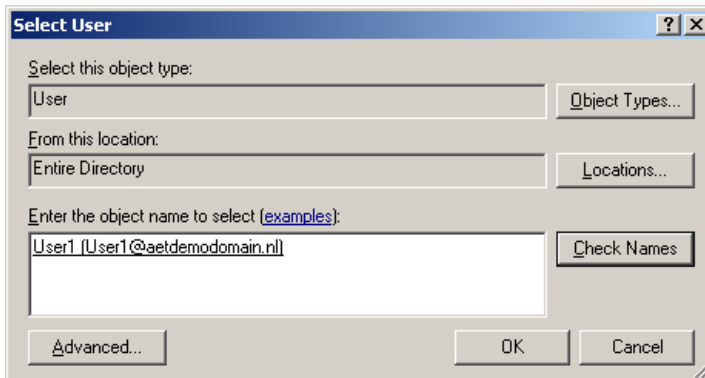 Select User
Select this object type:
User
Object Types...
From this location:
Entire Directory
Locations...
Enter the object name to select (examples):
User1 (User1@aetdemodomain.nl)
Check Names
Advanced...
OK
Cancel